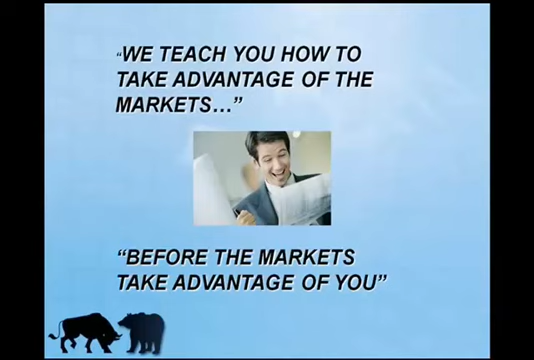 “WE TEACH YOU HOW TO
TAKE ADVANTAGE OF THE
MARKETS…”
“BEFORE THE MARKETS
TAKE ADVANTAGE OF YOU”